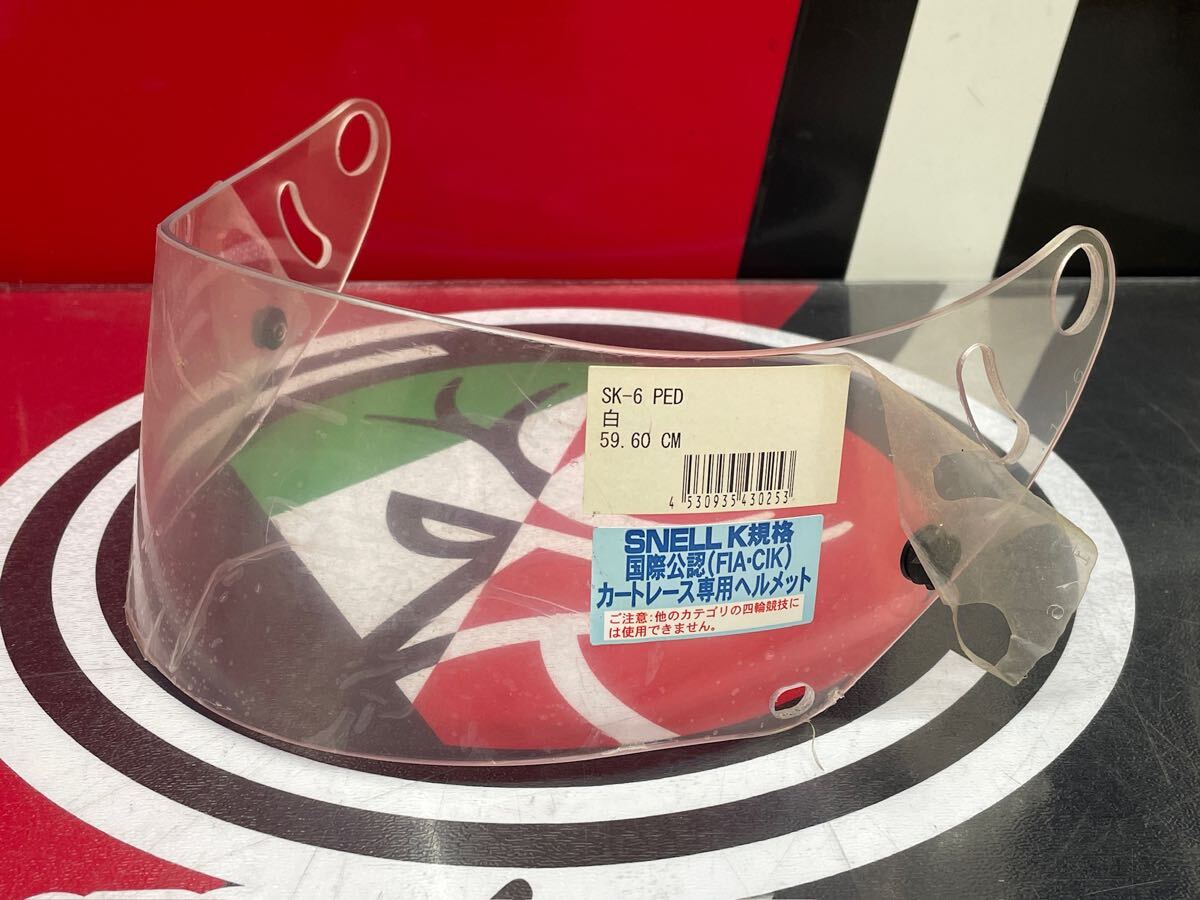 SK-6 PED
白
59.60 CM
4 530935 430253
SNELL K規格
国際公認(FIA・CIK)
カートレース専用ヘルメット
ご注意:他のカテゴリの四輪競技に
は使用できません。